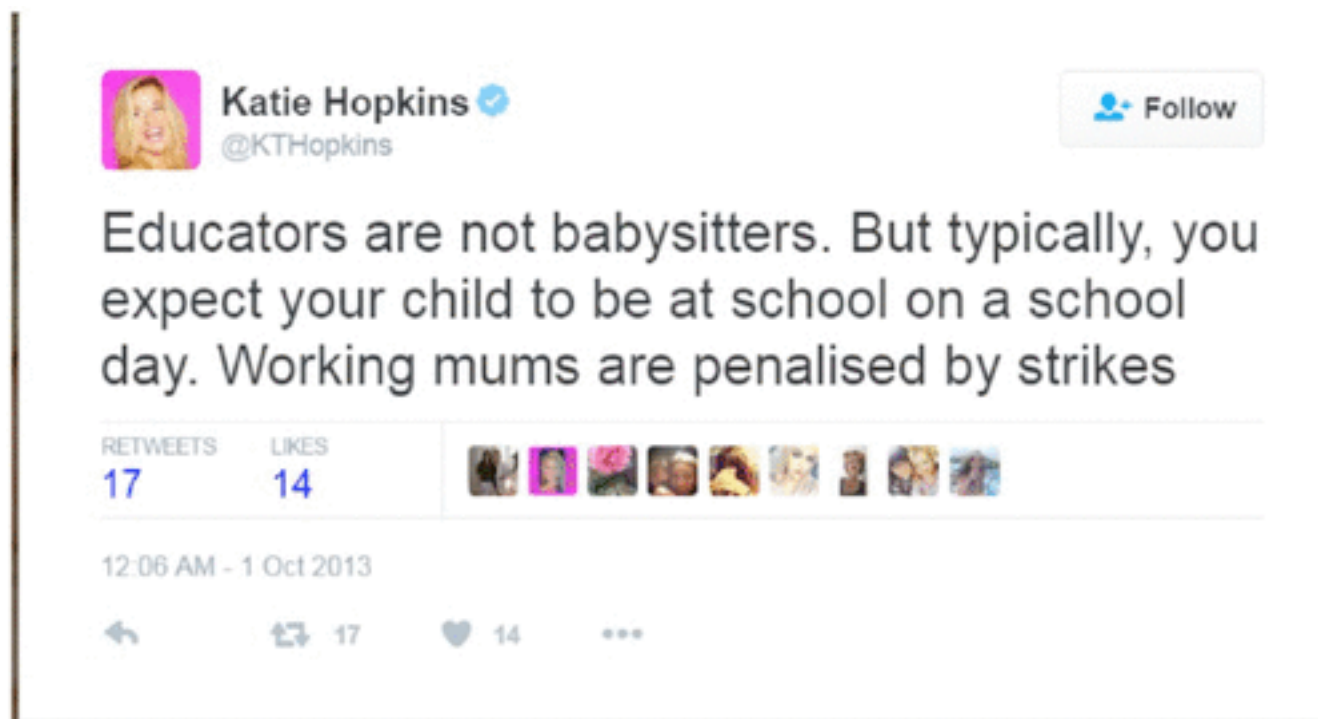 Katie Hopkins
@KTHopkins
Follow
Educators are not babysitters. But typically, you
expect your child to be at school on a school
day. Working mums are penalised by strikes
RETWEETS LIKES
17 14
12:06 AM - 1 Oct 2013
17 14